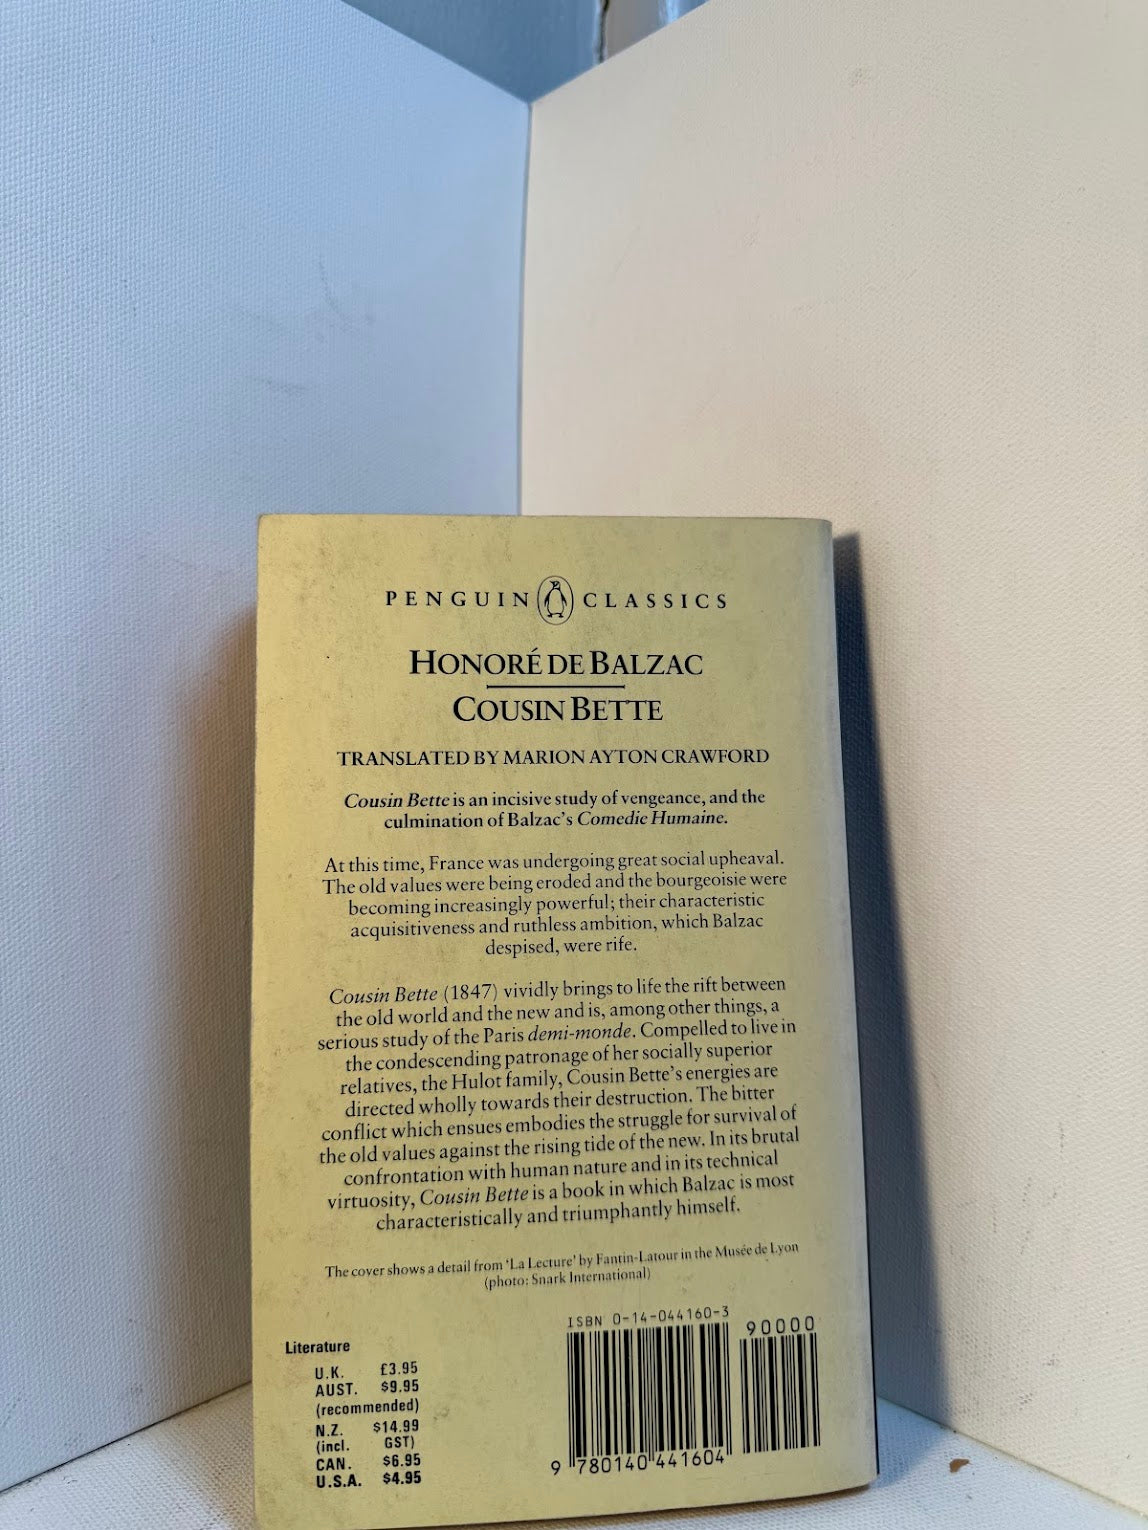 PENGUIN CLASSICS
HONORÉ DE BALZAC
COUSIN BETTE
TRANSLATED BY MARION AYTON CRAWFORD
Cousin Bette is an incisive study of vengeance, and the
culmination of Balzac's Comedie Humaine.
At this time, France was undergoing great social upheaval.
The old values were being eroded and the bourgeoisie were
becoming increasingly powerful; their characteristic
acquisitiveness and ruthless ambition, which Balzac
despised, were rife.
Cousin Bette (1847) vividly brings to life the rift between
the old world and the new and is, among other things, a
serious study of the Paris demi-monde. Compelled to live in
the condescending patronage of her socially superior
relatives, the Hulot family, Cousin Bette's energies are
directed wholly towards their destruction. The bitter
conflict which ensues embodies the struggle for survival of
the old values against the rising tide of the new. In its brutal
confrontation with human nature and in its technical
virtuosity, Cousin Bette is a book in which Balzac is most
characteristically and triumphantly himself.
The cover shows a detail from 'La Lecture' by Fantin-Latour in the Musée de Lyon
(photo: Snark International)
Literature
U.K. £3.95
AUST. $9.95
(recommended)
N.Z. $14.99
(incl. GST)
CAN. $6.95
U.S.A. $4.95
ISBN 0-14-044160-3
90000
9 780140 441604